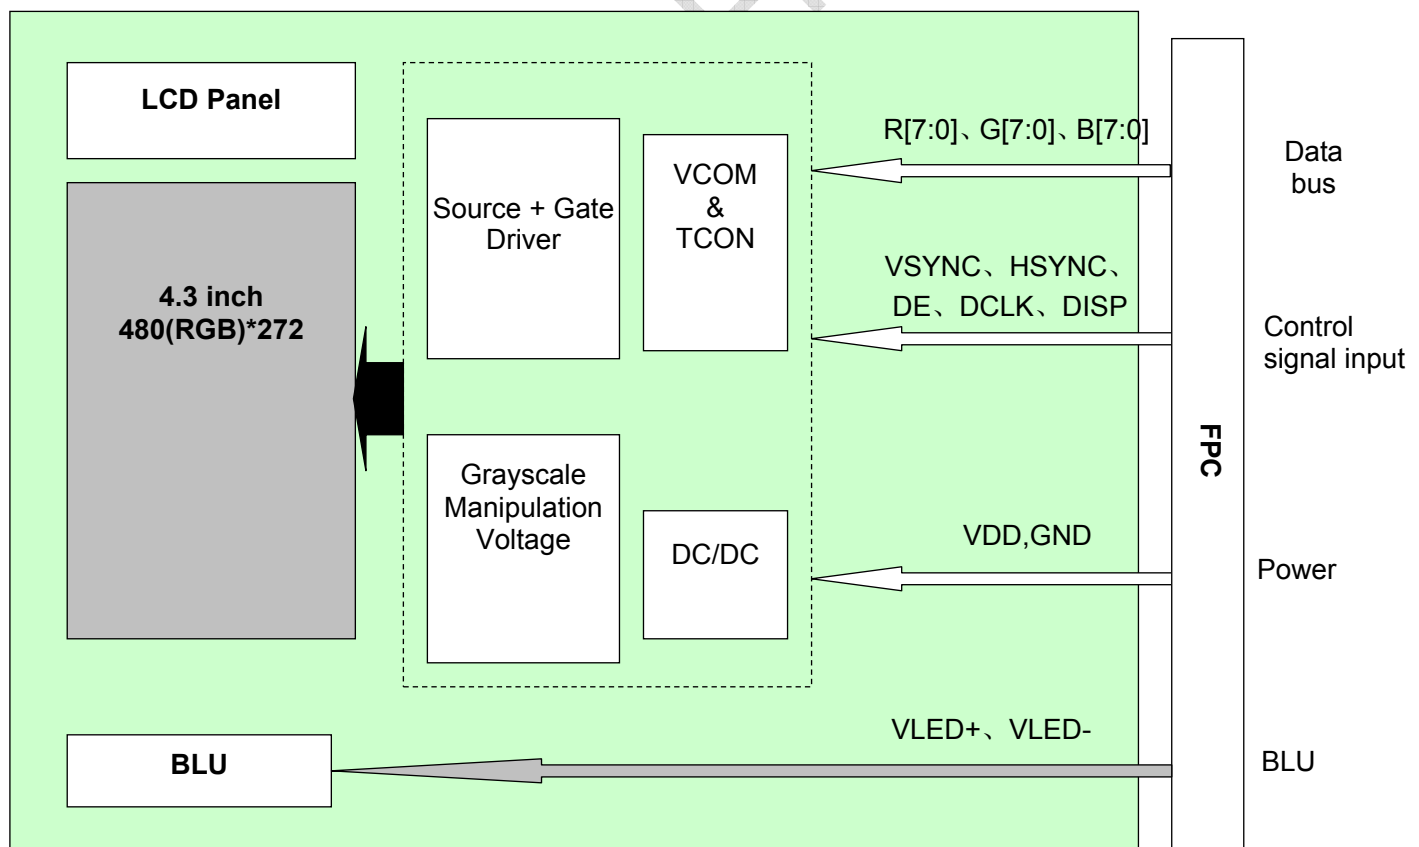 LCD Panel
4.3 inch
480(RGB)*272
Source + Gate
Driver
VCOM
&
TCON
Grayscale
Manipulation
Voltage
DC/DC
R[7:0]、G[7:0]、B[7:0]
VSYNC、HSYNC、
DE、DCLK、DISP
VDD,GND
VLED+、VLED-
BLU
FPC
Data
bus
Control
signal input
Power
BLU